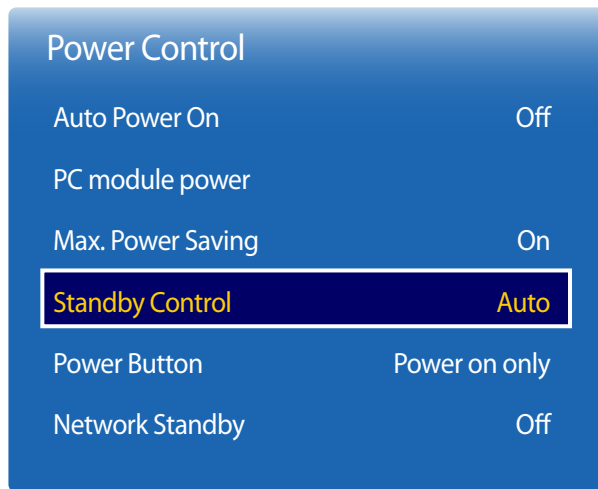 Power Control
Auto Power On Off
PC module power
Max. Power Saving On
Standby Control Auto
Power Button Power on only
Network Standby Off